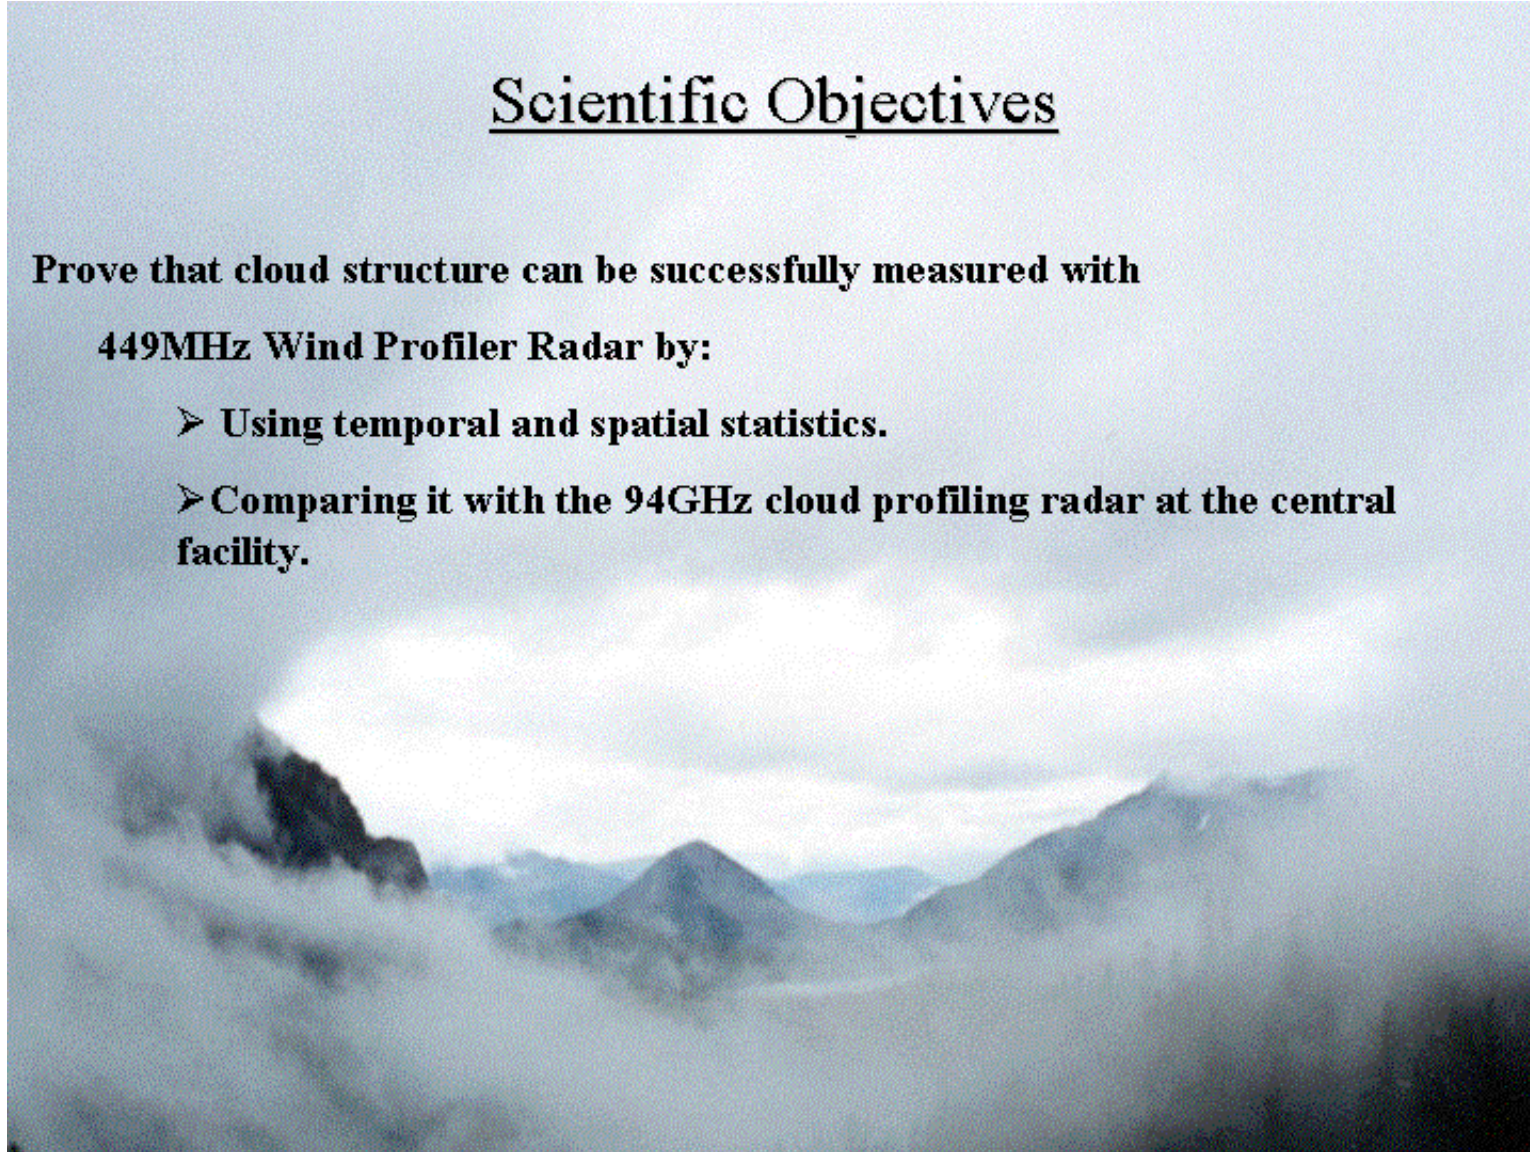 Scientific Objectives
Prove that cloud structure can be successfully measured with
449MHz Wind Profiler Radar by:
➢ Using temporal and spatial statistics.
➢Comparing it with the 94GHz cloud profiling radar at the central
facility.